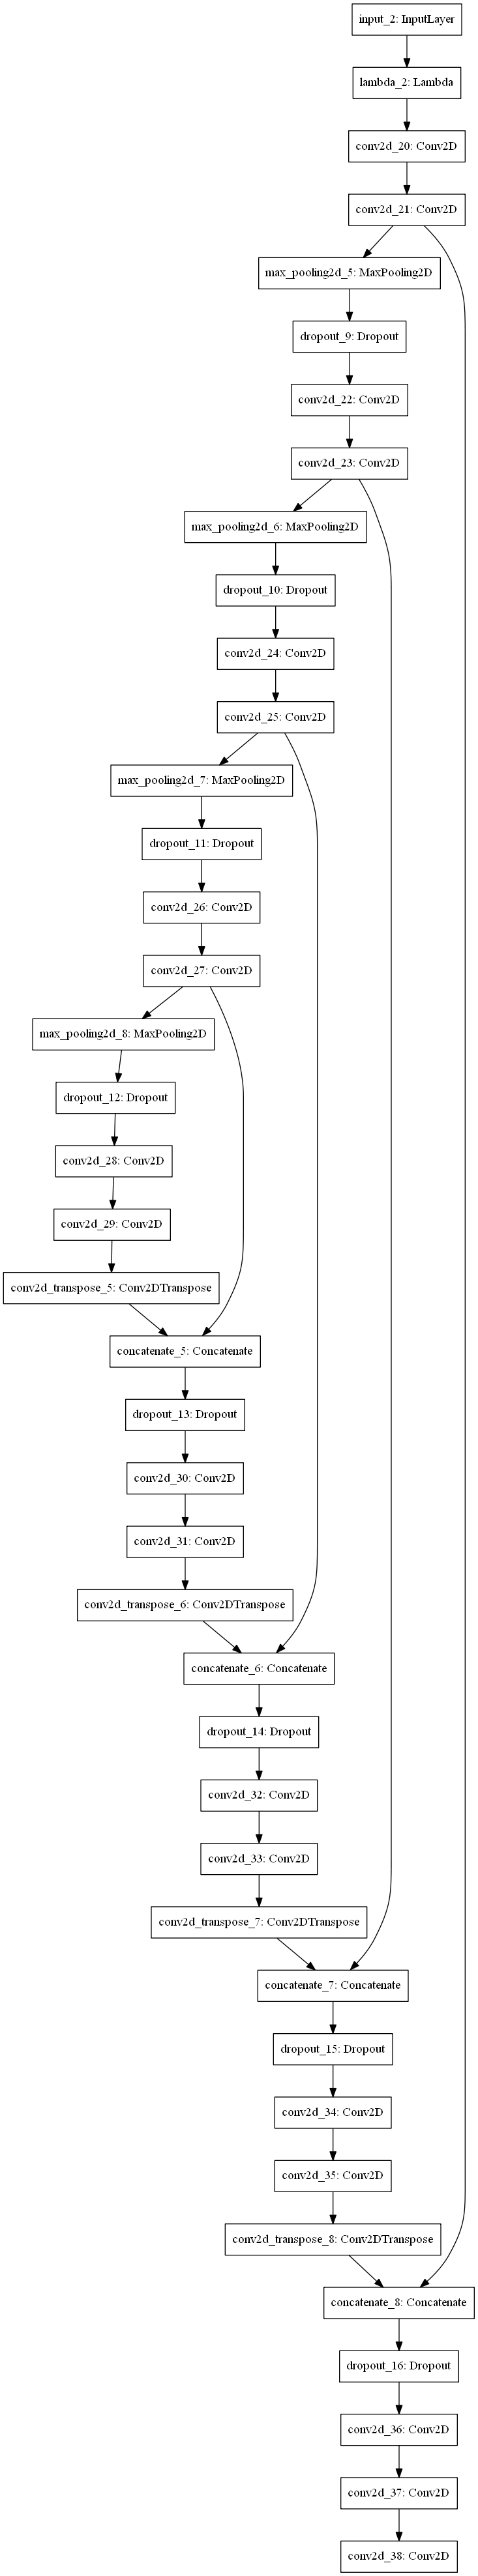 input_2: InputLayer
lambda_2: Lambda
conv2d_20: Conv2D
conv2d_21: Conv2D
max_pooling2d_5: MaxPooling2D
dropout_9: Dropout
conv2d_22: Conv2D
conv2d_23: Conv2D
max_pooling2d_6: MaxPooling2D
dropout_10: Dropout
conv2d_24: Conv2D
conv2d_25: Conv2D
max_pooling2d_7: MaxPooling2D
dropout_11: Dropout
conv2d_26: Conv2D
conv2d_27: Conv2D
max_pooling2d_8: MaxPooling2D
dropout_12: Dropout
conv2d_28: Conv2D
conv2d_29: Conv2D
conv2d_transpose_5: Conv2DTranspose
concatenate_5: Concatenate
dropout_13: Dropout
conv2d_30: Conv2D
conv2d_31: Conv2D
conv2d_transpose_6: Conv2DTranspose
concatenate_6: Concatenate
dropout_14: Dropout
conv2d_32: Conv2D
conv2d_33: Conv2D
conv2d_transpose_7: Conv2DTranspose
concatenate_7: Concatenate
dropout_15: Dropout
conv2d_34: Conv2D
conv2d_35: Conv2D
conv2d_transpose_8: Conv2DTranspose
concatenate_8: Concatenate
dropout_16: Dropout
conv2d_36: Conv2D
conv2d_37: Conv2D
conv2d_38: Conv2D